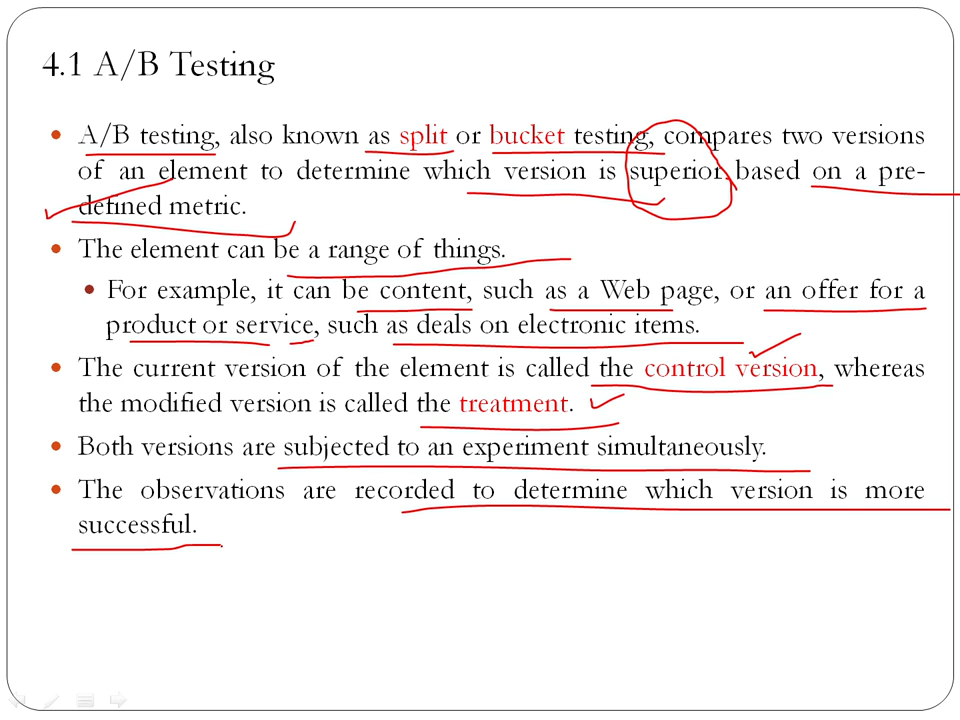 4.1 A/B Testing
• A/B testing, also known as split or bucket testing, compares two versions
of an element to determine which version is superior based on a pre-
defined metric.
• The element can be a range of things.
• For example, it can be content, such as a Web page, or an offer for a
product or service, such as deals on electronic items.
• The current version of the element is called the control version, whereas
the modified version is called the treatment.
• Both versions are subjected to an experiment simultaneously.
• The observations are recorded to determine which version is more
successful.